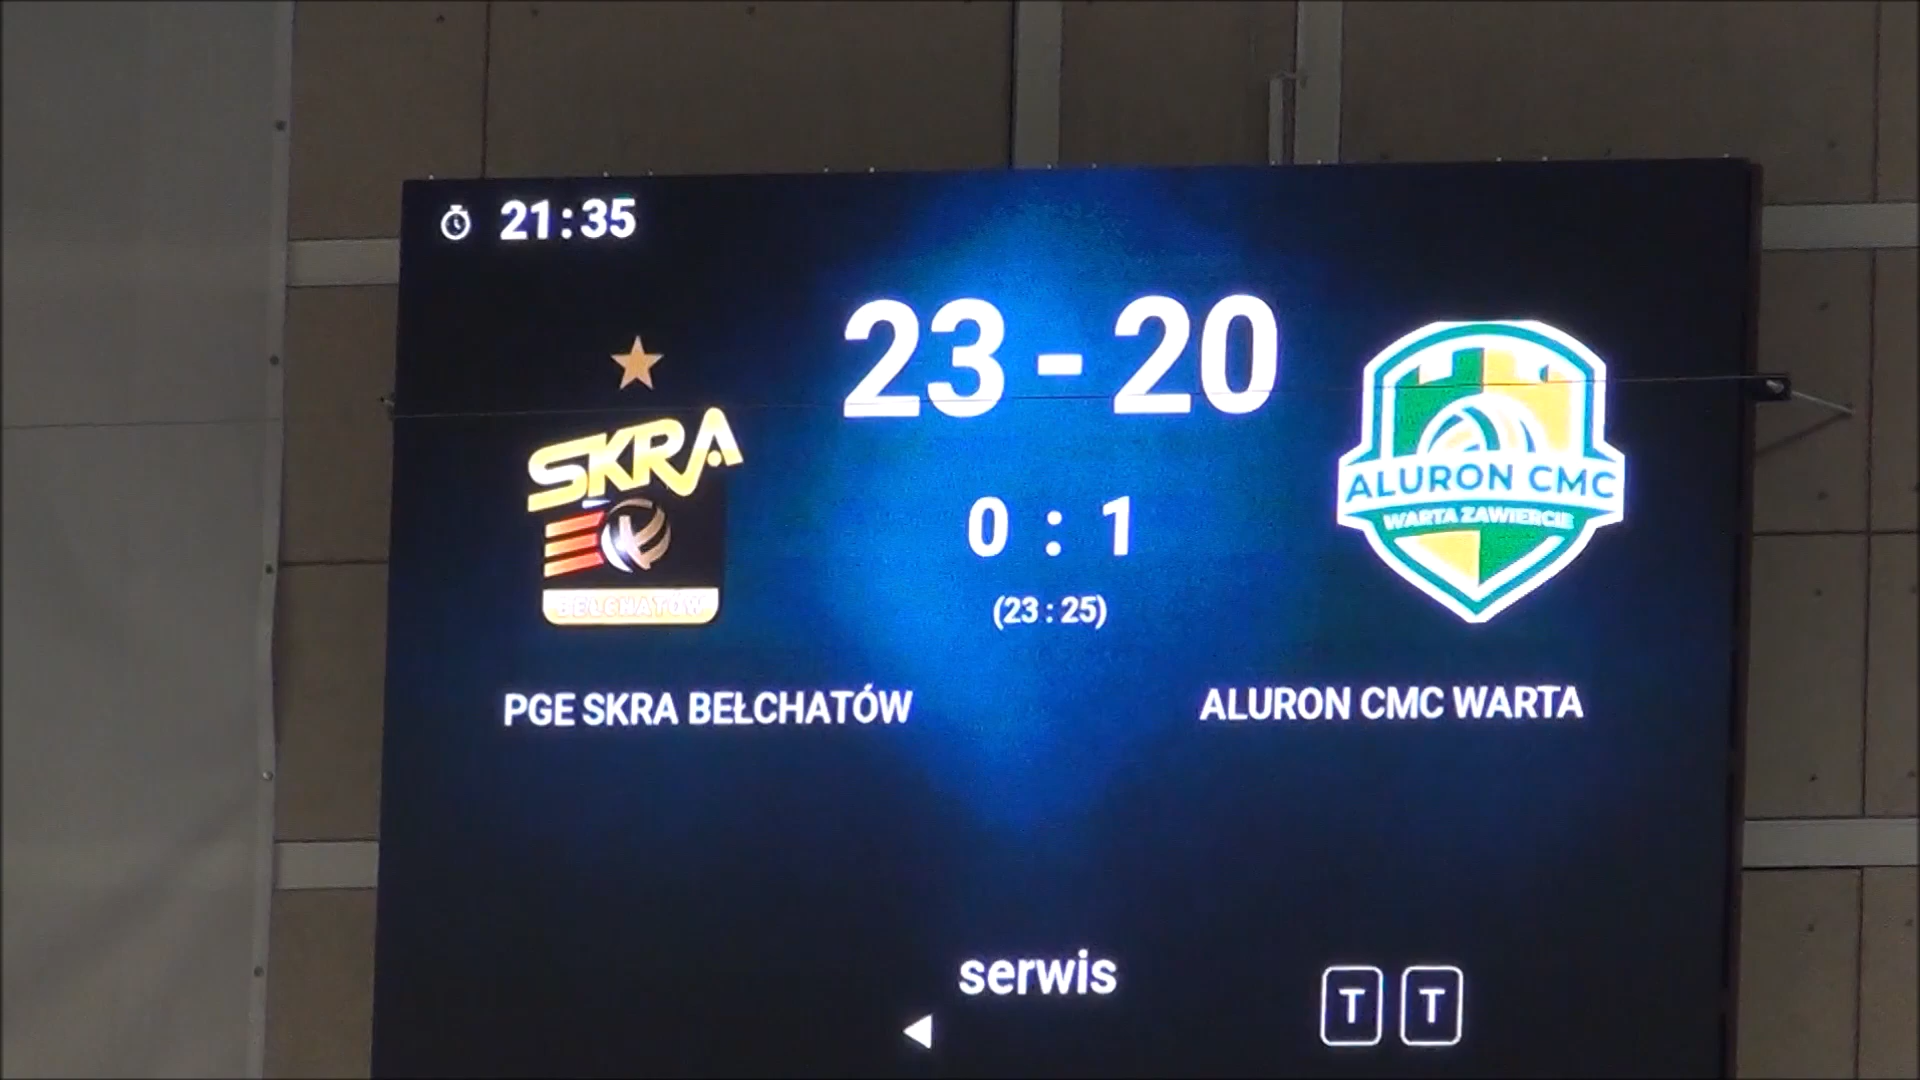 21:35
23 - 20
SKRA
BEŁCHATÓW
ALURON CMC
WARTA ZAWIERCIE
0 : 1
(23 : 25)
PGE SKRA BEŁCHATÓW
ALURON CMC WARTA
serwis
T T